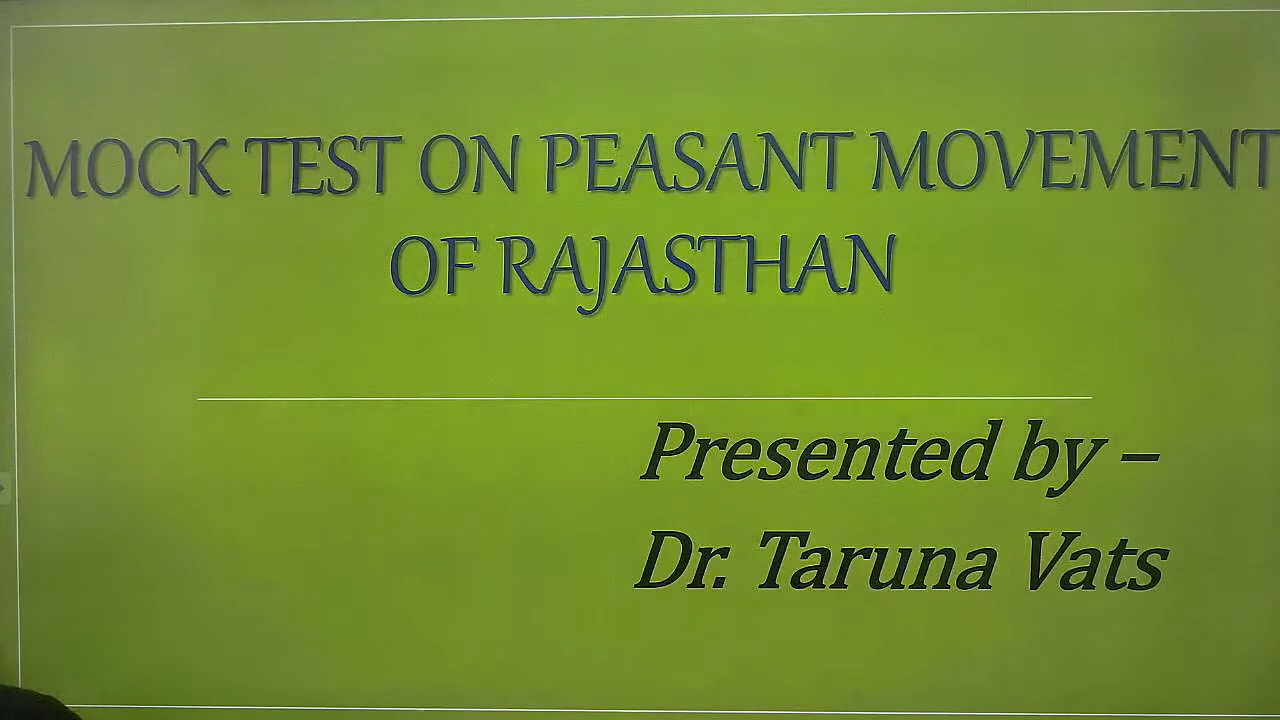 MOCK TEST ON PEASANT MOVEMENT
OF RAJASTHAN
Presented by –
Dr. Taruna Vats